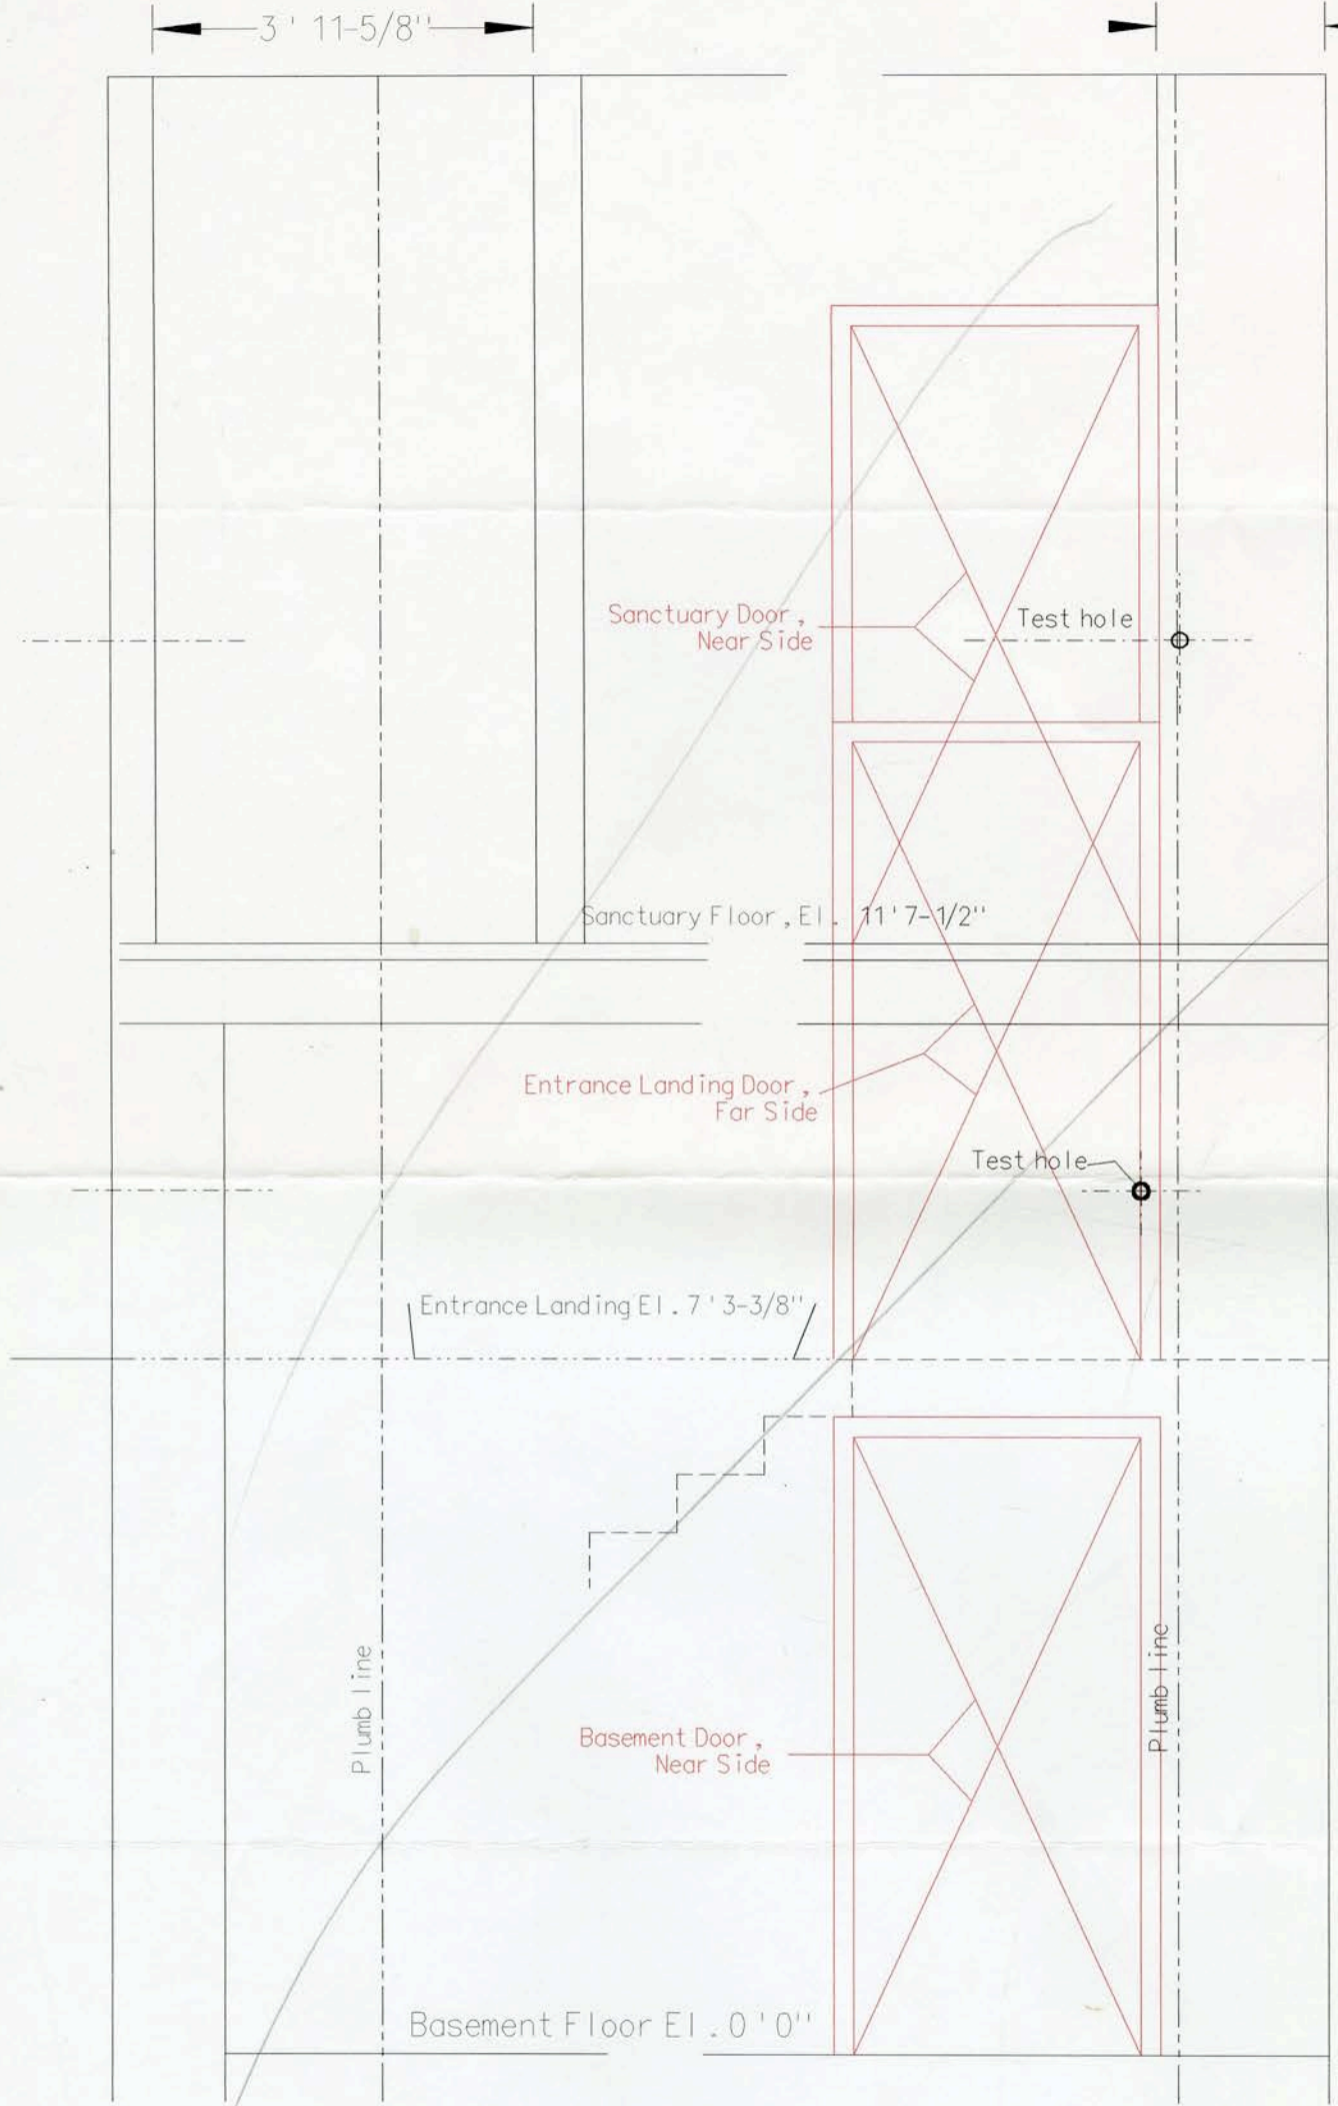 3' 11-5/8"
Sanctuary Door,
Near Side
Test hole
Sanctuary Floor, El. 11'7-1/2"
Entrance Landing Door,
Far Side
Test hole
Entrance Landing El. 7'3-3/8"
Plumb line
Plumb line
Basement Door,
Near Side
Basement Floor El. 0'0"